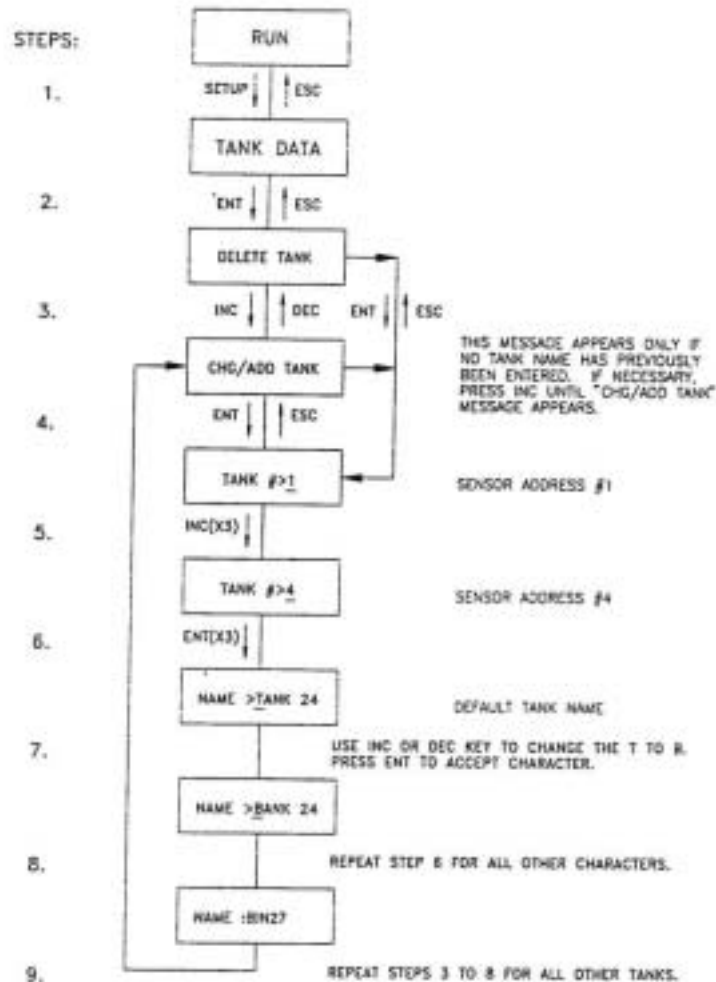 STEPS:
RUN
1.
SETUP
ESC
TANK DATA
2.
ENT
ESC
DELETE TANK
3.
INC
DEC
ENT
ESC
CHG/ADD TANK
THIS MESSAGE APPEARS ONLY IF
NO TANK NAME HAS PREVIOUSLY
BEEN ENTERED. IF NECESSARY,
PRESS INC UNTIL "CHG/ADD TANK"
MESSAGE APPEARS.
4.
ENT
ESC
TANK #>1
SENSOR ADDRESS #1
5.
INC(X3)
TANK #>4
SENSOR ADDRESS #4
6.
ENT(X3)
NAME >TANK 24
DEFAULT TANK NAME
7.
USE INC OR DEC KEY TO CHANGE THE T TO B.
PRESS ENT TO ACCEPT CHARACTER.
NAME >BANK 24
8.
REPEAT STEP 6 FOR ALL OTHER CHARACTERS.
NAME :BIN27
9.
REPEAT STEPS 3 TO 8 FOR ALL OTHER TANKS.